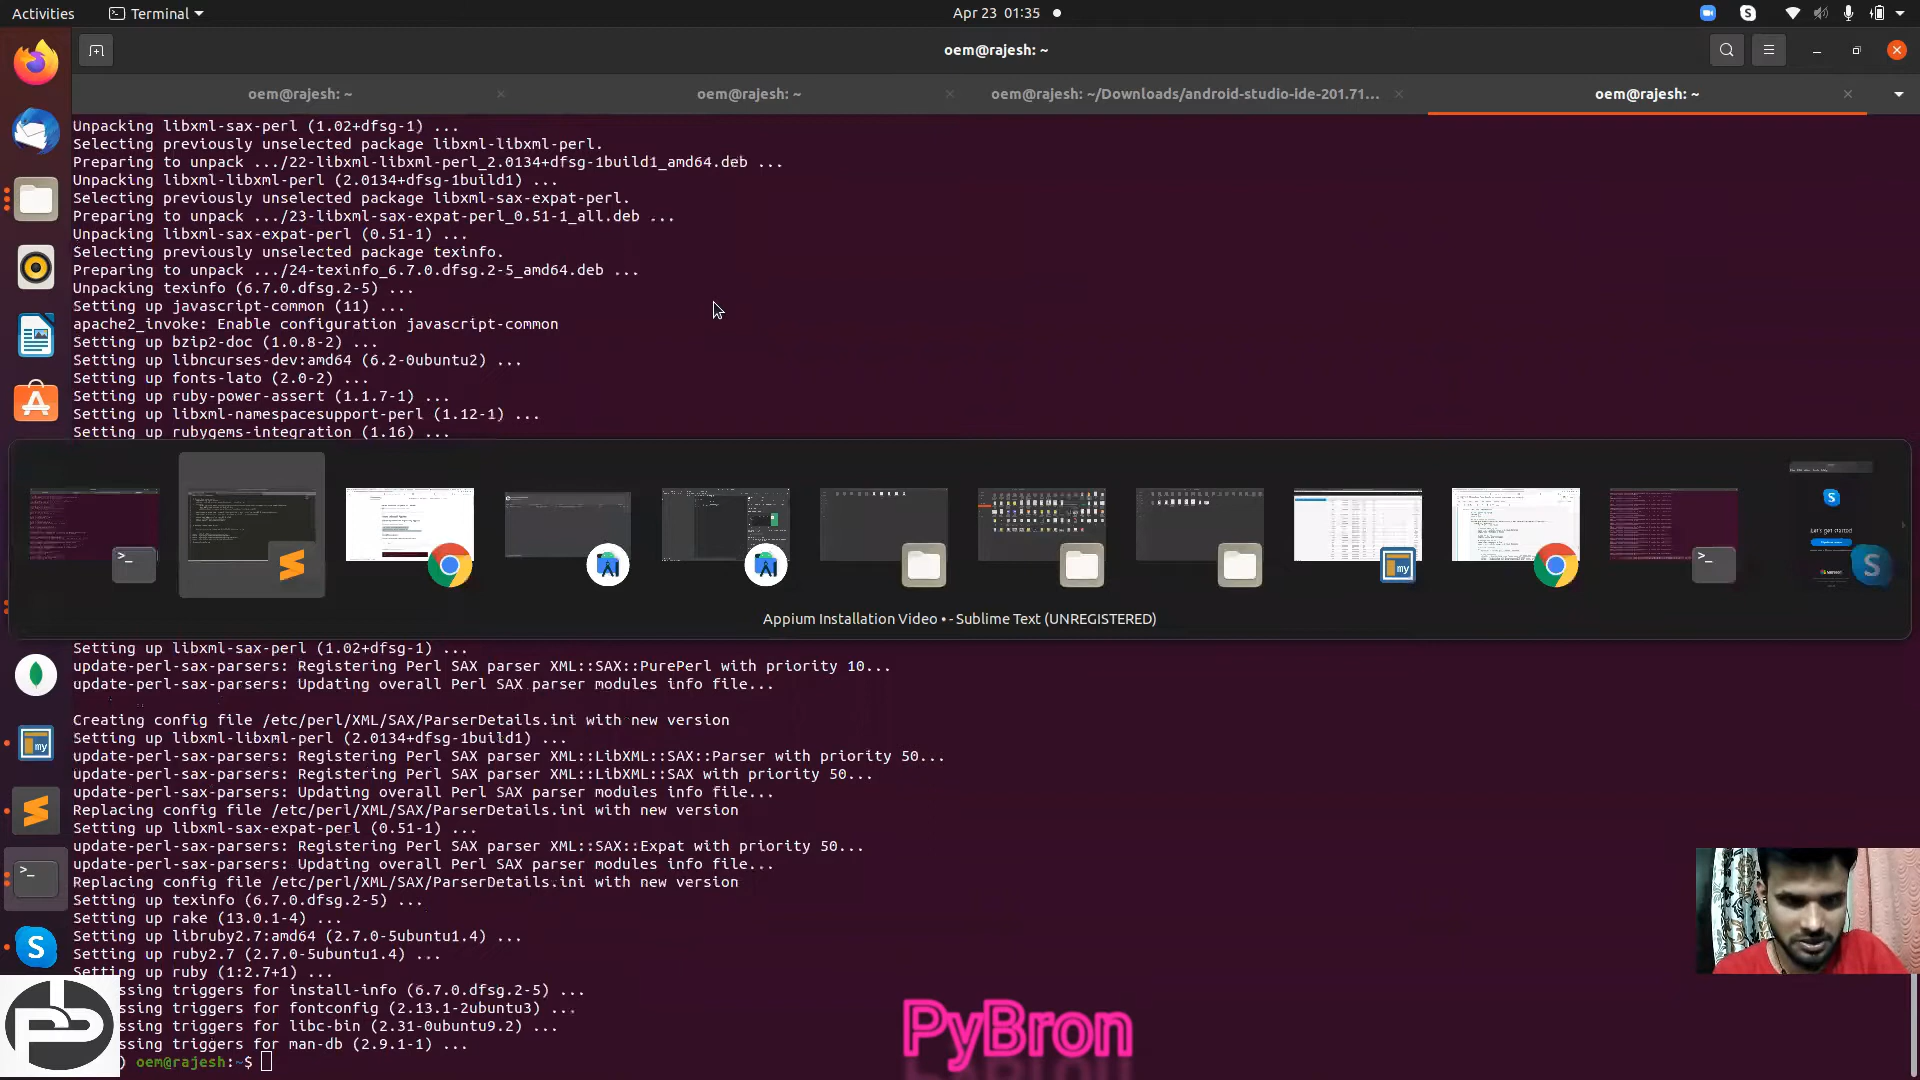 Activities
Terminal
Apr 23 01:35
oem@rajesh: ~
oem@rajesh: ~
oem@rajesh: ~
oem@rajesh: ~/Downloads/android-studio-ide-201.71...
oem@rajesh: ~
Unpacking libxml-sax-perl (1.02+dfsg-1) ...
Selecting previously unselected package libxml-libxml-perl.
Preparing to unpack .../22-libxml-libxml-perl_2.0134+dfsg-1build1_amd64.deb ...
Unpacking libxml-libxml-perl (2.0134+dfsg-1build1) ...
Selecting previously unselected package libxml-sax-expat-perl.
Preparing to unpack .../23-libxml-sax-expat-perl_0.51-1_all.deb ...
Unpacking libxml-sax-expat-perl (0.51-1) ...
Selecting previously unselected package texinfo.
Preparing to unpack .../24-texinfo_6.7.0.dfsg.2-5_amd64.deb ...
Unpacking texinfo (6.7.0.dfsg.2-5) ...
Setting up javascript-common (11) ...
apache2_invoke: Enable configuration javascript-common
Setting up bzip2-doc (1.0.8-2) ...
Setting up libncurses-dev:amd64 (6.2-0ubuntu2) ...
Setting up fonts-lato (2.0-2) ...
Setting up ruby-power-assert (1.1.7-1) ...
Setting up libxml-namespacesupport-perl (1.12-1) ...
Setting up rubygems-integration (1.16) ...
Let's get started
Appium Installation Video • - Sublime Text (UNREGISTERED)
Setting up libxml-sax-perl (1.02+dfsg-1) ...
update-perl-sax-parsers: Registering Perl SAX parser XML::SAX::PurePerl with priority 10...
update-perl-sax-parsers: Updating overall Perl SAX parser modules info file...
Creating config file /etc/perl/XML/SAX/ParserDetails.ini with new version
Setting up libxml-libxml-perl (2.0134+dfsg-1build1) ...
update-perl-sax-parsers: Registering Perl SAX parser XML::LibXML::SAX::Parser with priority 50...
update-perl-sax-parsers: Registering Perl SAX parser XML::LibXML::SAX with priority 50...
update-perl-sax-parsers: Updating overall Perl SAX parser modules info file...
Replacing config file /etc/perl/XML/SAX/ParserDetails.ini with new version
Setting up libxml-sax-expat-perl (0.51-1) ...
update-perl-sax-parsers: Registering Perl SAX parser XML::SAX::Expat with priority 50...
update-perl-sax-parsers: Updating overall Perl SAX parser modules info file...
Replacing config file /etc/perl/XML/SAX/ParserDetails.ini with new version
Setting up texinfo (6.7.0.dfsg.2-5) ...
Setting up rake (13.0.1-4) ...
Setting up libruby2.7:amd64 (2.7.0-5ubuntu1.4) ...
Setting up ruby2.7 (2.7.0-5ubuntu1.4) ...
Setting up ruby (1:2.7+1) ...
ssing triggers for install-info (6.7.0.dfsg.2-5) ...
ssing triggers for fontconfig (2.13.1-2ubuntu3) ...
ssing triggers for libc-bin (2.31-0ubuntu9.2) ...
ssing triggers for man-db (2.9.1-1) ...
) oem@rajesh:~$
PyBron